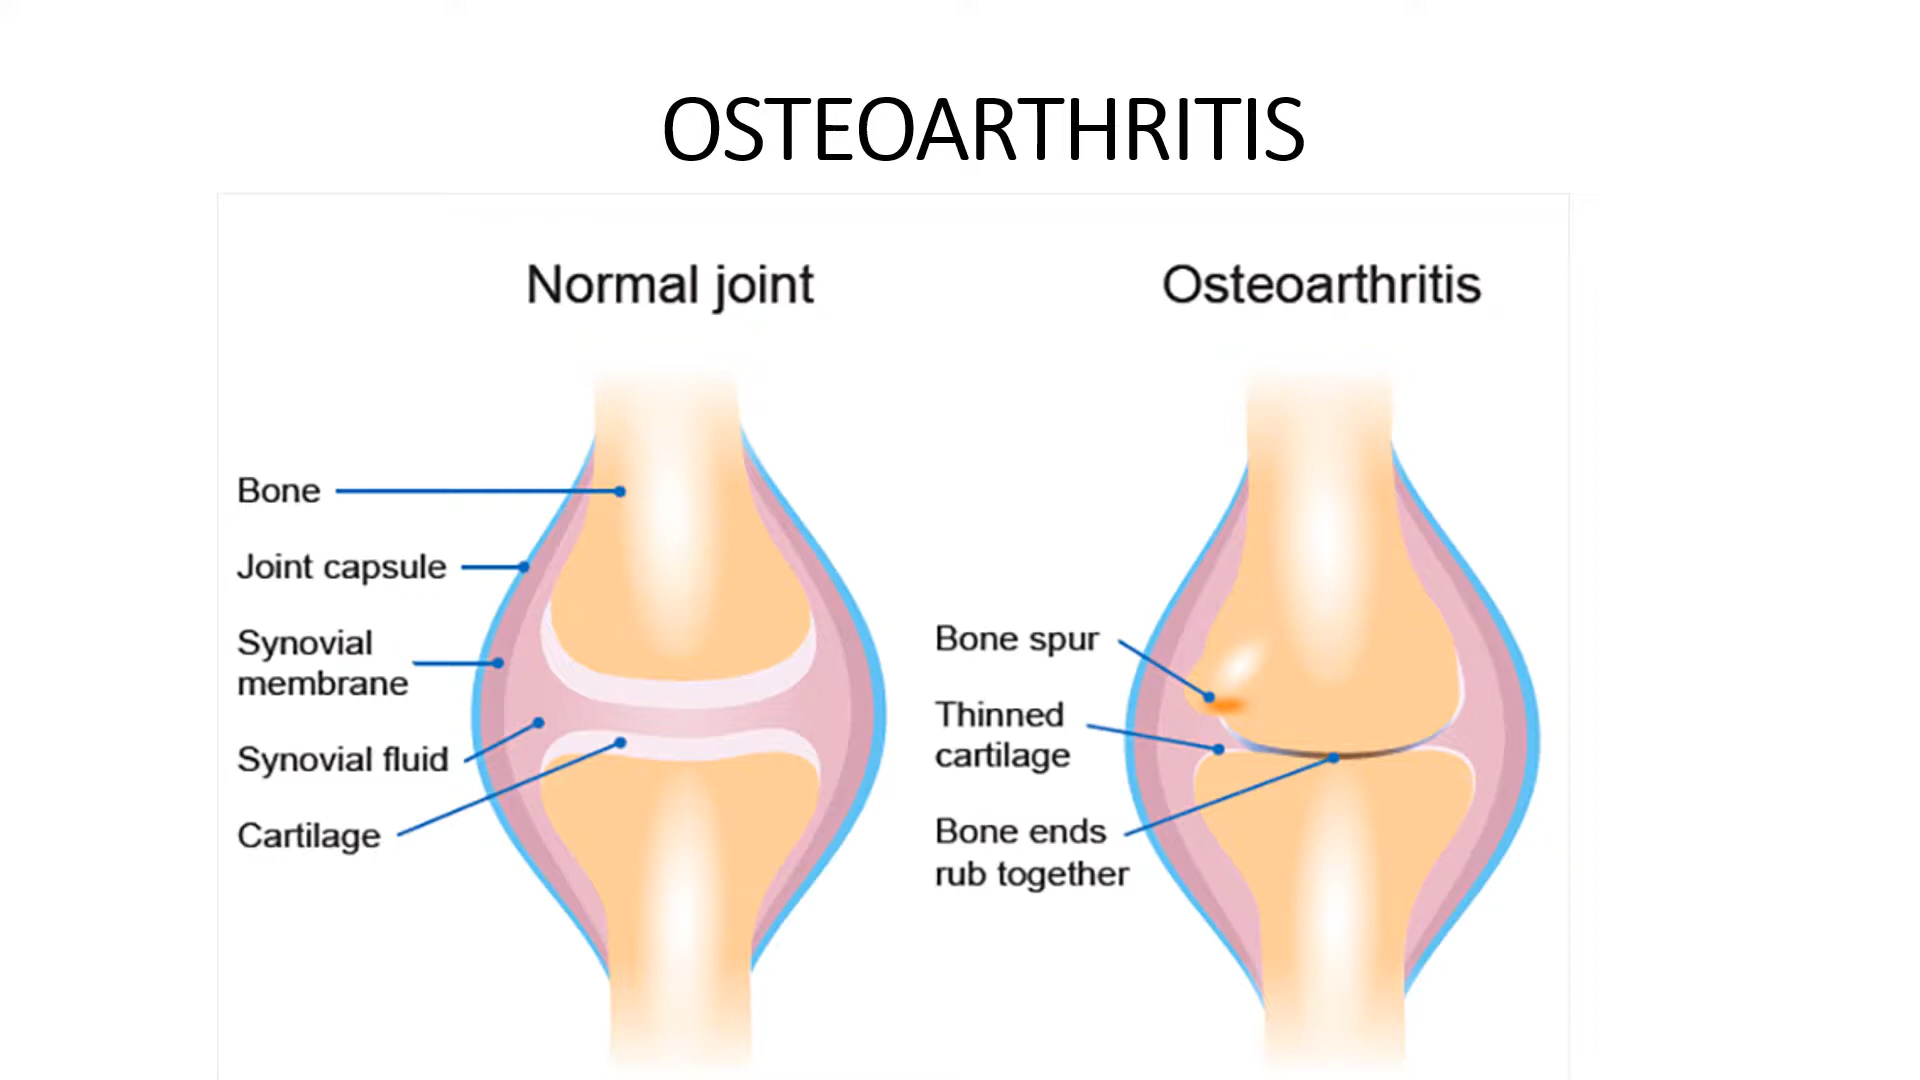 OSTEOARTHRITIS
Normal joint
Bone
Joint capsule
Synovial
membrane
Synovial fluid
Cartilage
Osteoarthritis
Bone spur
Thinned
cartilage
Bone ends
rub together